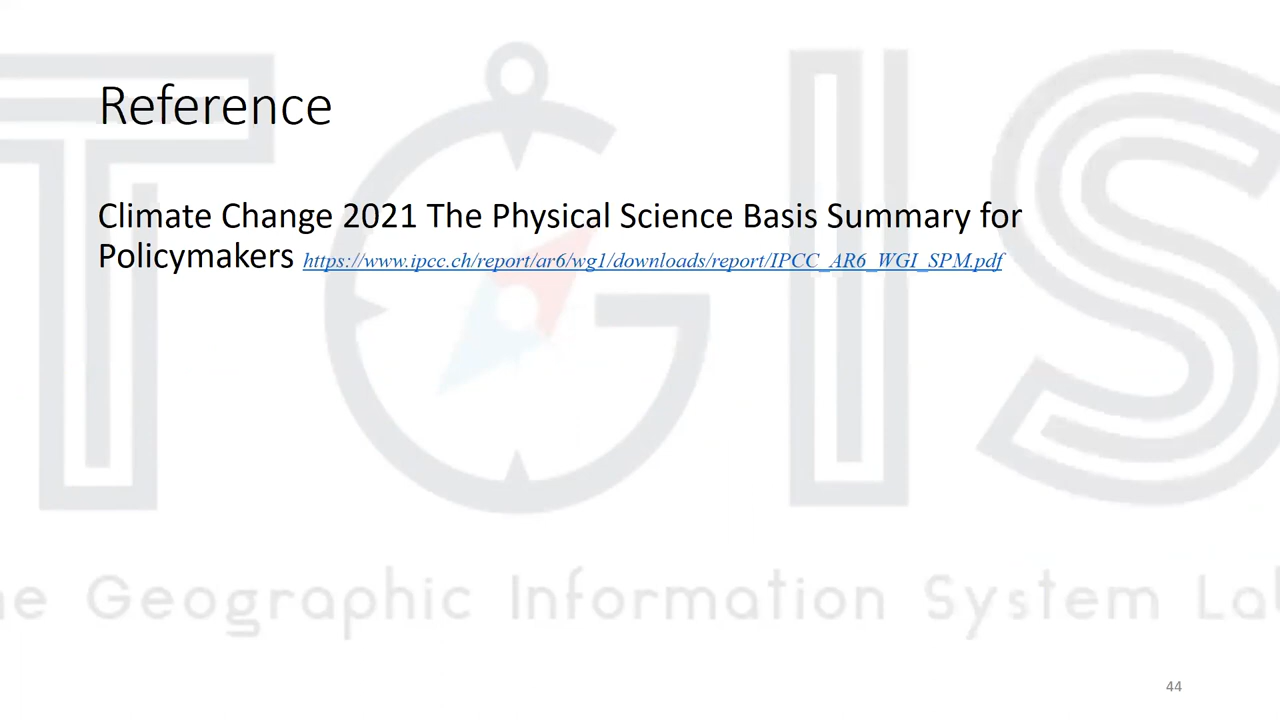 Reference
Climate Change 2021 The Physical Science Basis Summary for
Policymakers https://www.ipcc.ch/report/ar6/wg1/downloads/report/IPCC_AR6_WGI_SPM.pdf
TGIS
Geographic Information System
44